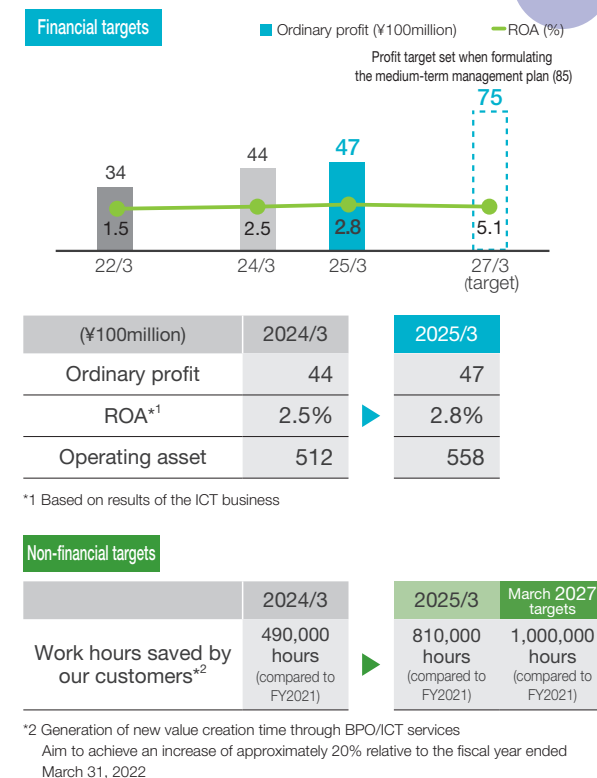 Financial targets
Ordinary profit (¥100million)
ROA (%)
Profit target set when formulating
the medium-term management plan (85)
75
47
44
34
1.5
2.5
2.8
5.1
22/3
24/3
25/3
27/3
(target)
(¥100million) 2024/3 2025/3
Ordinary profit 44 47
ROA*1 2.5% 2.8%
Operating asset 512 558
*1 Based on results of the ICT business
Non-financial targets
2024/3
2025/3
March 2027
targets
Work hours saved by
our customers*2
490,000
hours
(compared to
FY2021)
810,000
hours
(compared to
FY2021)
1,000,000
hours
(compared to
FY2021)
*2 Generation of new value creation time through BPO/ICT services
Aim to achieve an increase of approximately 20% relative to the fiscal year ended
March 31, 2022